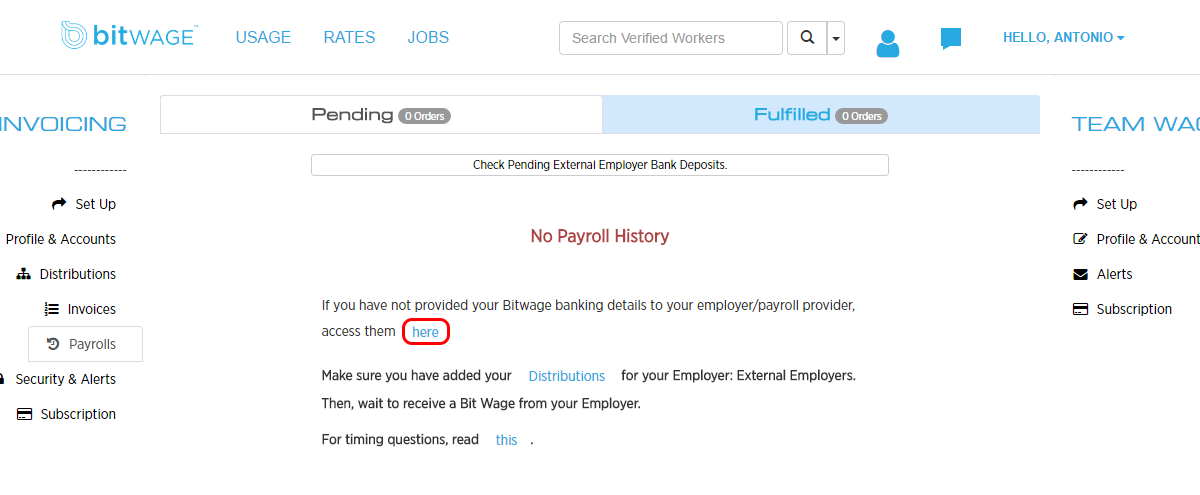 bitWAGE™ USAGE RATES JOBS Search Verified Workers HELLO, ANTONIO
INVOICING
------------
Set Up
Profile & Accounts
Distributions
Invoices
Payrolls
Security & Alerts
Subscription
Pending 0 Orders
Fulfilled 0 Orders
Check Pending External Employer Bank Deposits.
No Payroll History
If you have not provided your Bitwage banking details to your employer/payroll provider,
access them here
Make sure you have added your Distributions for your Employer: External Employers.
Then, wait to receive a Bit Wage from your Employer.
For timing questions, read this .
TEAM WAG
------------
Set Up
Profile & Account
Alerts
Subscription